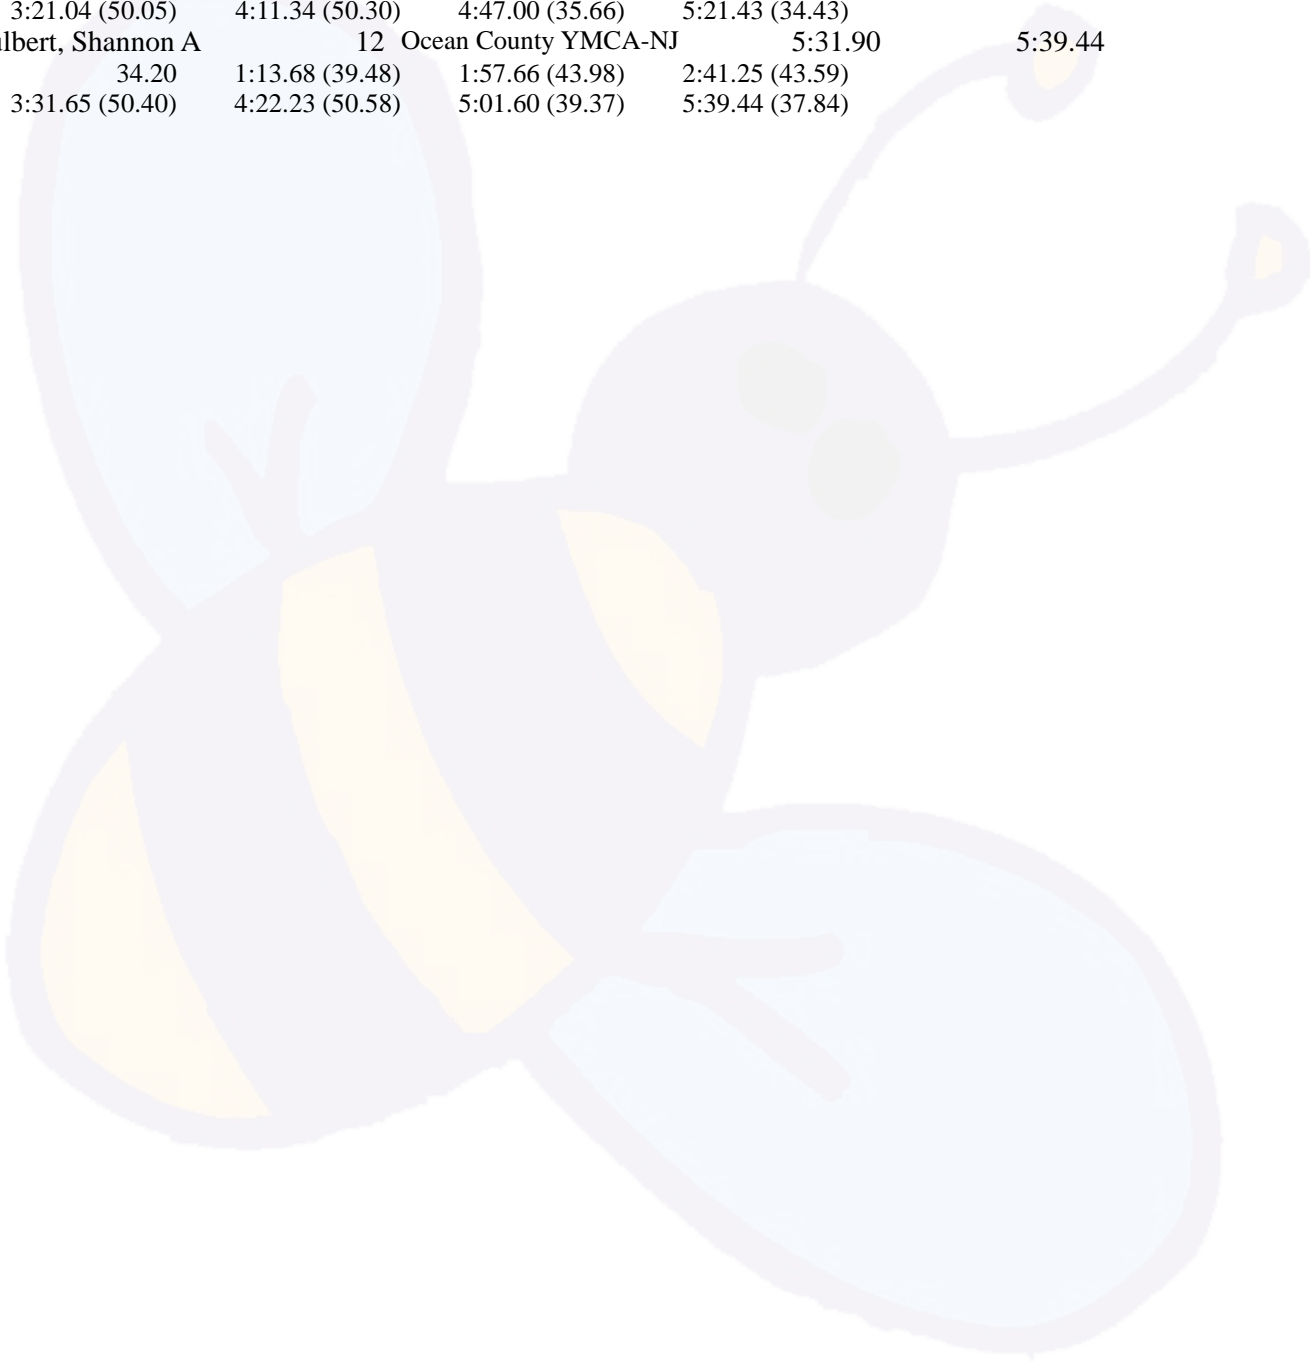 3:21.04 (50.05) 4:11.34 (50.30) 4:47.00 (35.66) 5:21.43 (34.43)
Shannon A 12 Ocean County YMCA-NJ 5:31.90 5:39.44
34.20 1:13.68 (39.48) 1:57.66 (43.98) 2:41.25 (43.59)
3:31.65 (50.40) 4:22.23 (50.58) 5:01.60 (39.37) 5:39.44 (37.84)